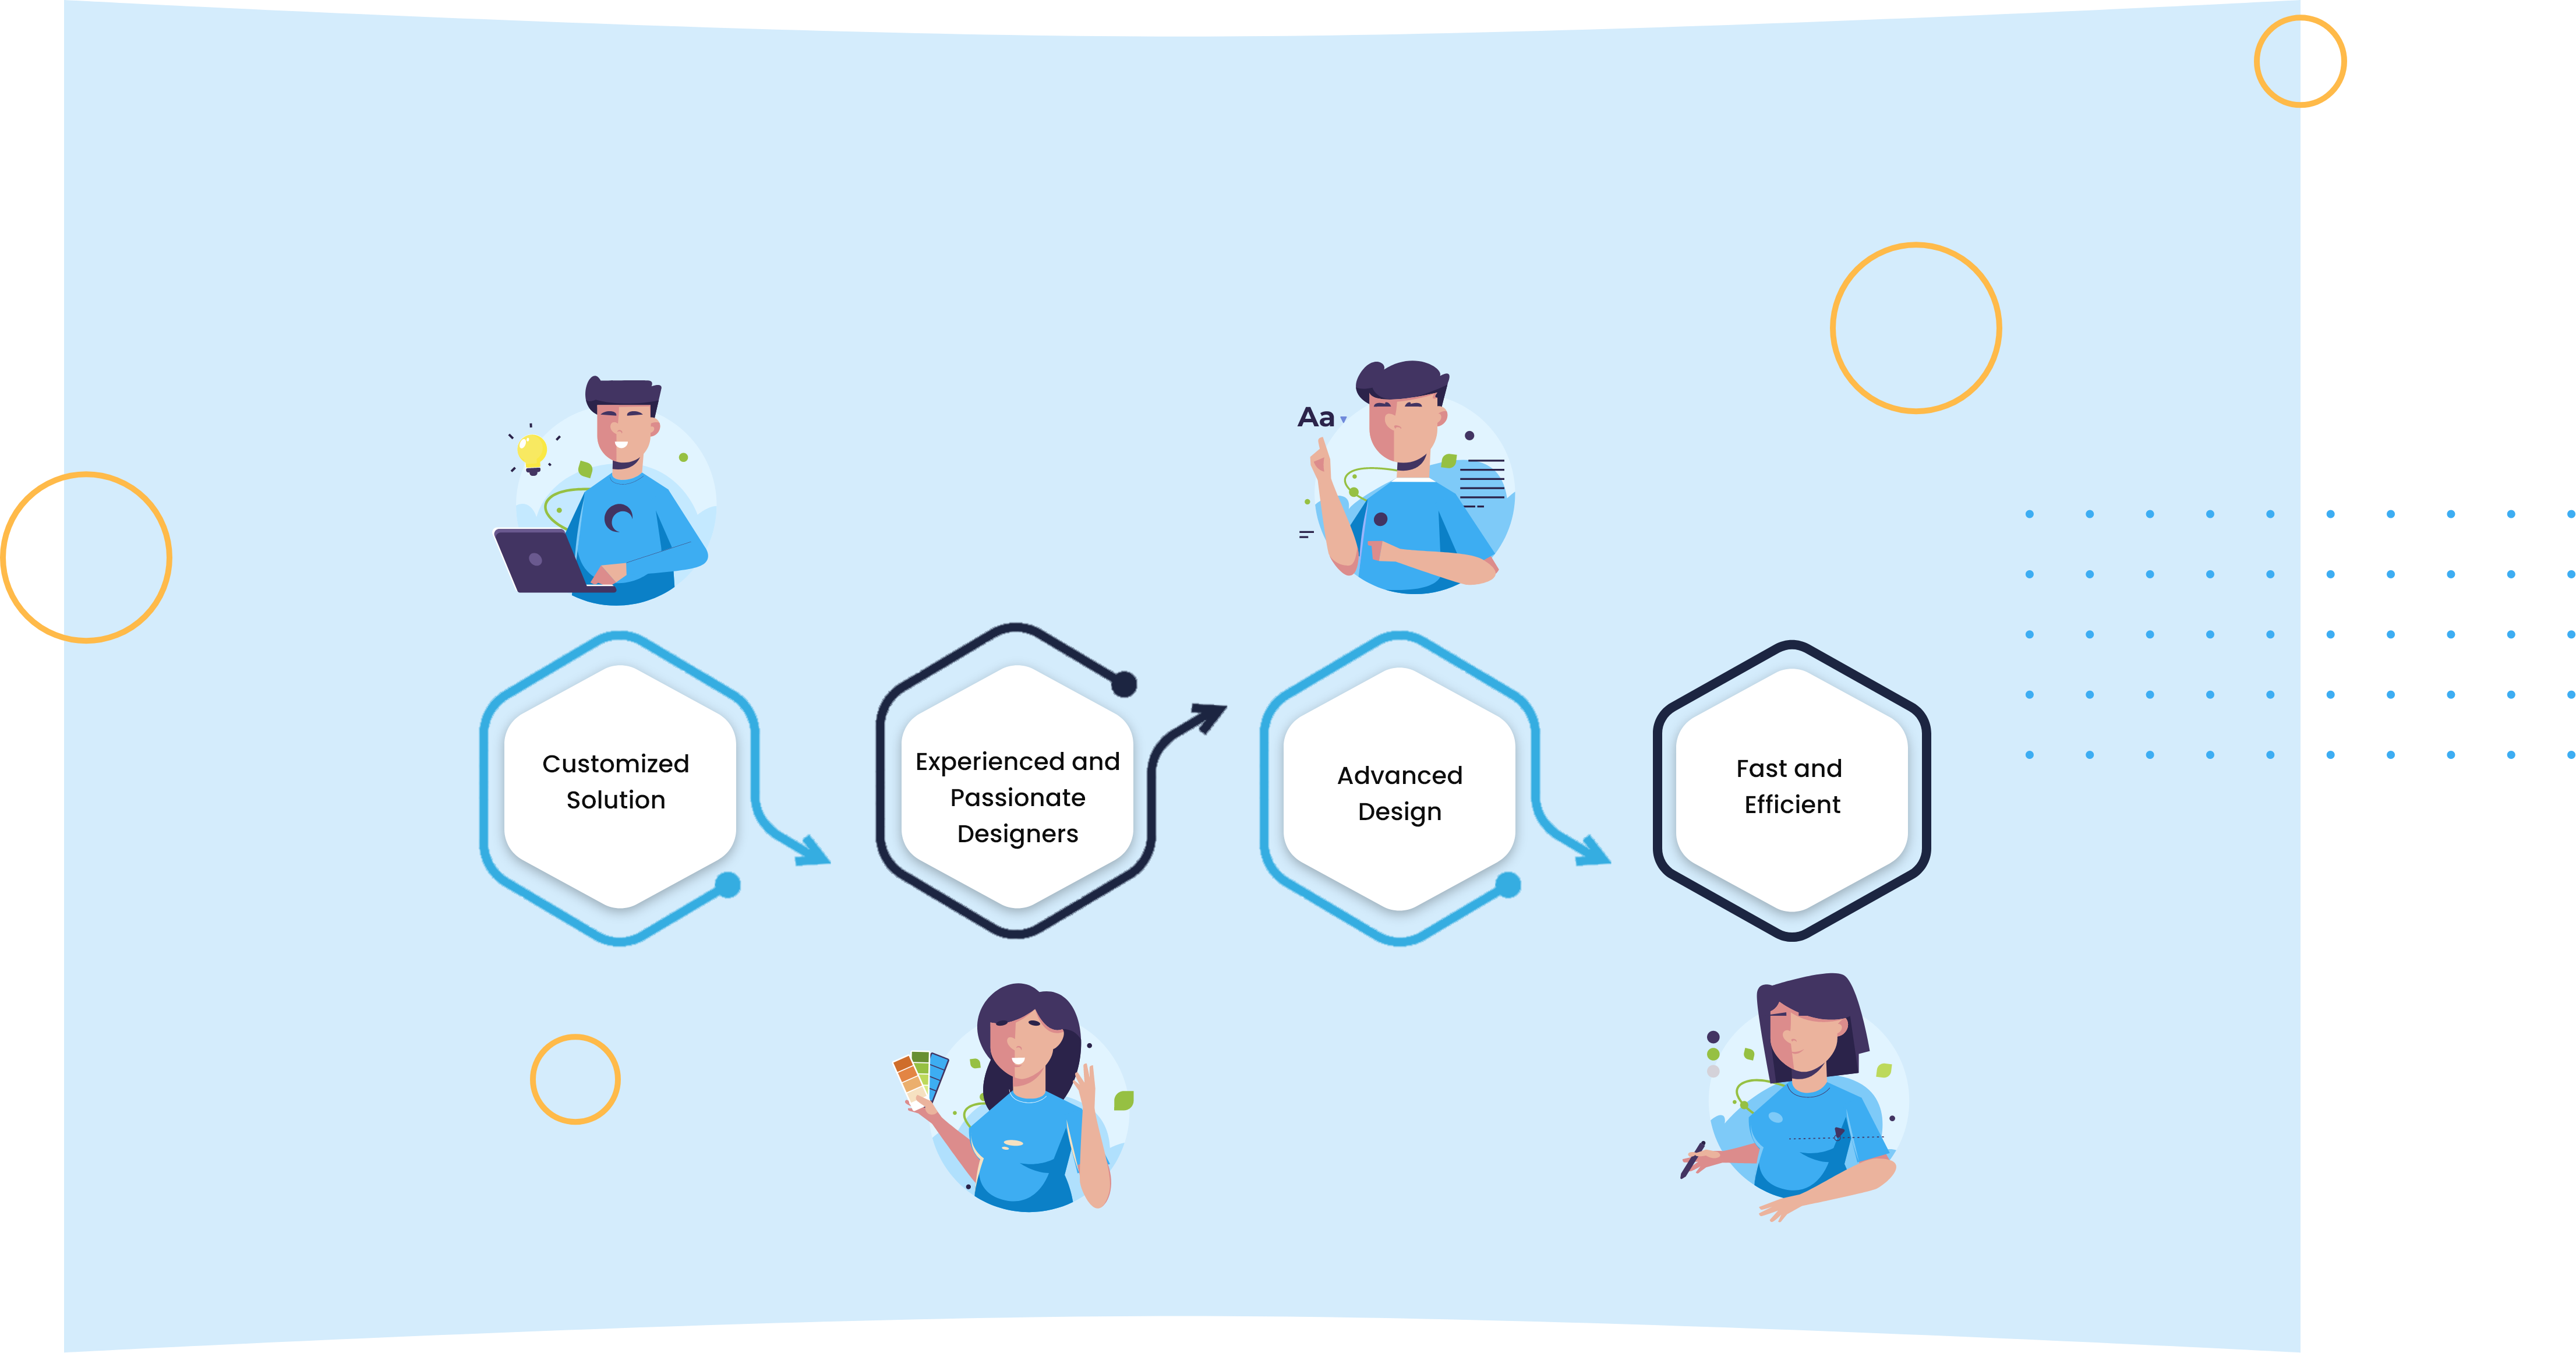 Aa
Customized
Solution
Experienced and
Passionate
Designers
Advanced
Design
Fast and
Efficient